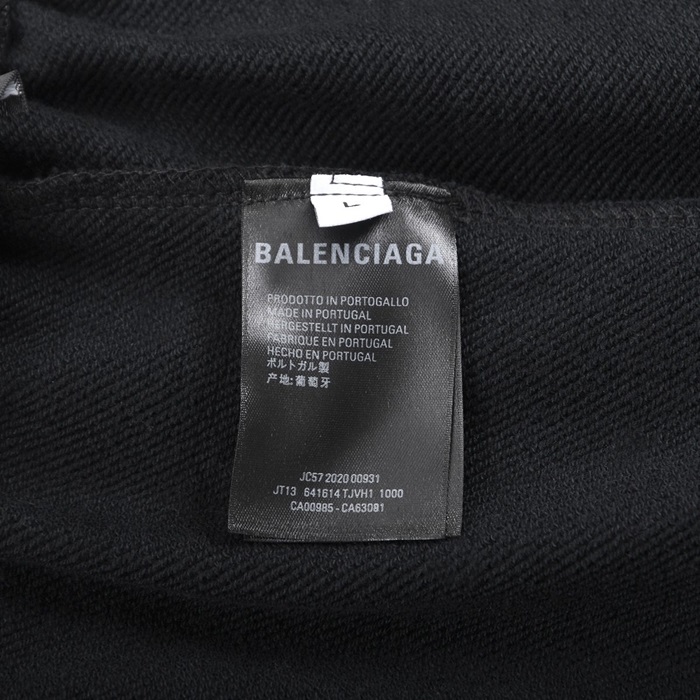 L
BALENCIAGA
PRODOTTO IN PORTOGALLO
MADE IN PORTUGAL
HERGESTELLT IN PORTUGAL
FABRIQUE EN PORTUGAL
HECHO EN PORTUGAL
ポルトガル製
产地:葡萄牙
JC57 2020 00931
JT13 641614 TJVH1 1000
CA00985 - CA63081